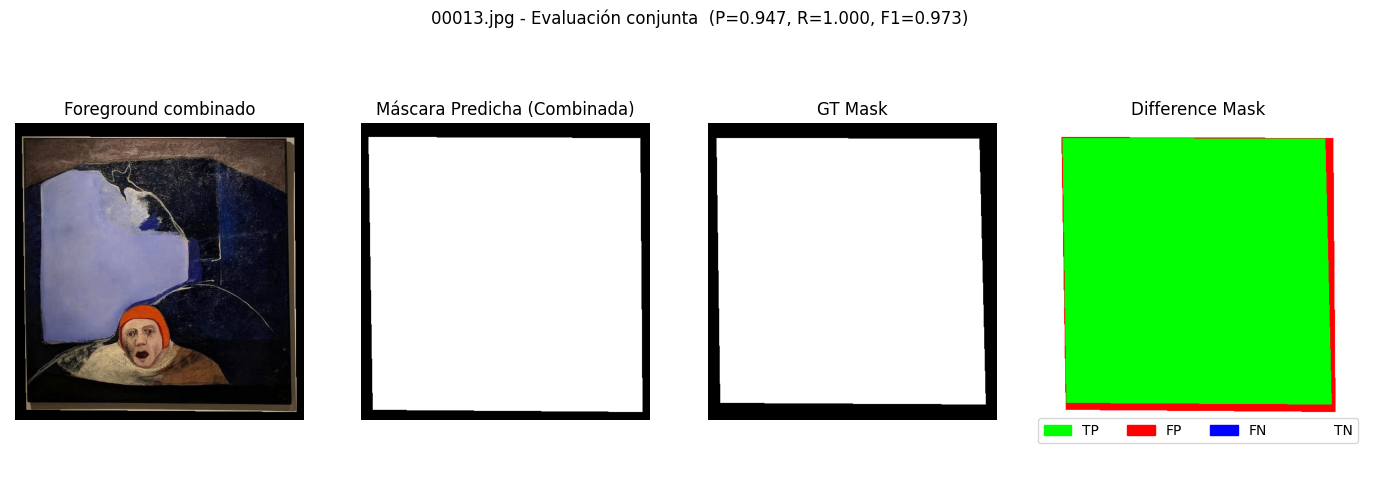 00013.jpg - Evaluación conjunta  (P=0.947, R=1.000, F1=0.973)
Foreground combinado
Máscara Predicha (Combinada)
GT Mask
Difference Mask
TP
FP
FN
TN